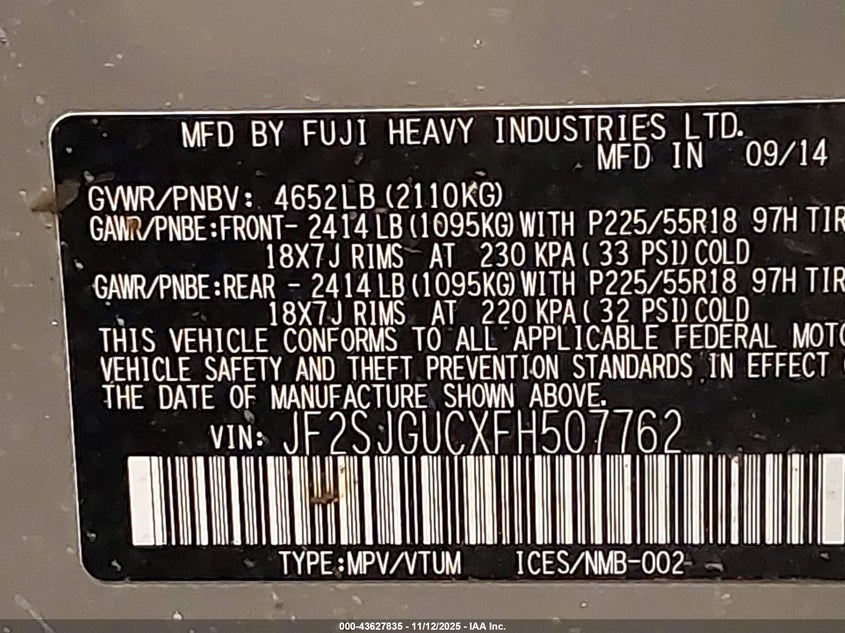 MFD BY FUJI HEAVY INDUSTRIES LTD.
MFD IN 09/14
GVWR/PNBV: 4652LB (2110KG)
GAWR/PNBE:FRONT- 2414 LB (1095KG) WITH P225/55R18 97H TIR
18X7J RIMS AT 230 KPA ( 33 PSI) COLD
GAWR/PNBE:REAR - 2414 LB (1095KG) WITH P225/55R18 97H TIR
18X7J RIMS AT 220 KPA ( 32 PSI) COLD
THIS VEHICLE CONFORMS TO ALL APPLICABLE FEDERAL MOTO
VEHICLE SAFETY AND THEFT PREVENTION STANDARDS IN EFFECT
THE DATE OF MANUFACTURE SHOWN ABOVE.
VIN: JF2SJGUCXFH507762
TYPE:MPV/VTUM ICES/NMB-002
000-43627835 - 11/12/2025 - IAA Inc.